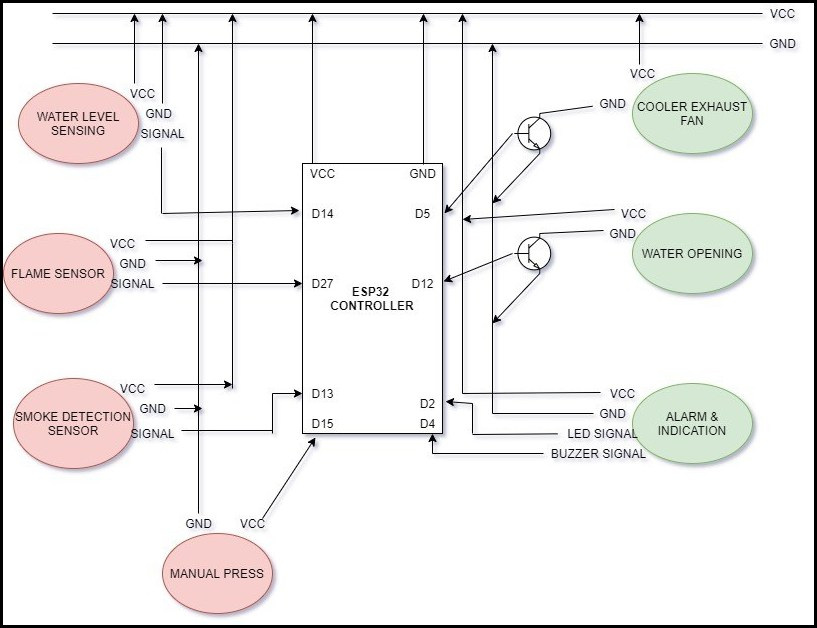 VCC
GND
VCC
GND
SIGNAL
WATER LEVEL
SENSING
VCC
GND
COOLER EXHAUST
FAN
VCC
GND
D14
D5
VCC
GND
WATER OPENING
VCC
GND
SIGNAL
FLAME SENSOR
D27
D12
ESP32
CONTROLLER
VCC
GND
SIGNAL
SMOKE DETECTION
SENSOR
D13
D15
D2
D4
VCC
GND
LED SIGNAL
BUZZER SIGNAL
ALARM &
INDICATION
GND
VCC
MANUAL PRESS